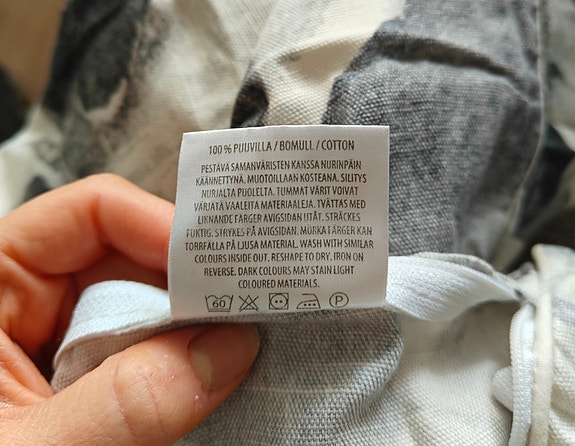 100 % PUUVILLA / BOMULL / COTTON
PESTÄVÄ SAMANVÄRISTEN KANSSA NURINPÄIN
KÄÄNNETTYNÄ. MUOTOILLAAN KOSTEANA. SILITYS
NURJALTA PUOLELTA. TUMMAT VÄRIT VOIVAT
VÄRJÄTÄ VAALEITA MATERIAALEJA. TVÄTTAS MED
LIKNANDE FÄRGER AVIGSIDAN UTÅT. STRÄCKES
FUKTIG. STRYKES PÅ AVIGSIDAN. MÖRKA FÄRGER KAN
TORRFÄLLA PÅ LJUSA MATERIAL. WASH WITH SIMILAR
COLOURS INSIDE OUT. RESHAPE TO DRY. IRON ON
REVERSE. DARK COLOURS MAY STAIN LIGHT
COLOURED MATERIALS.
60 P